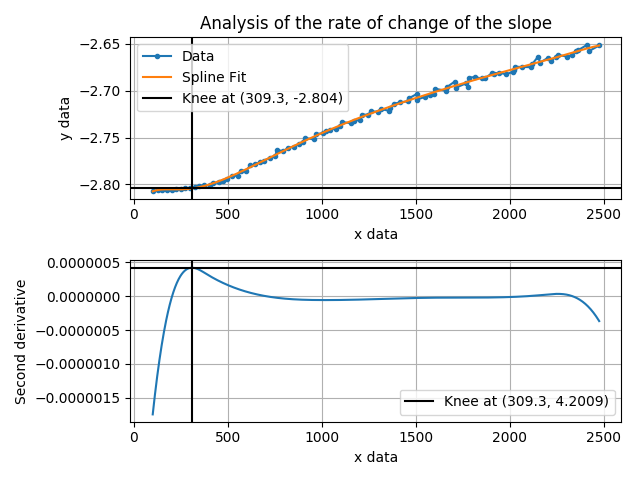 Analysis of the rate of change of the slope
−2.65
−2.70
−2.75
−2.80
y data
Data
Spline Fit
Knee at (309.3, -2.804)
0 500 1000 1500 2000 2500
x data
0.0000005
0.0000000
−0.0000005
−0.0000010
−0.0000015
Second derivative
Knee at (309.3, 4.2009)
0 500 1000 1500 2000 2500
x data